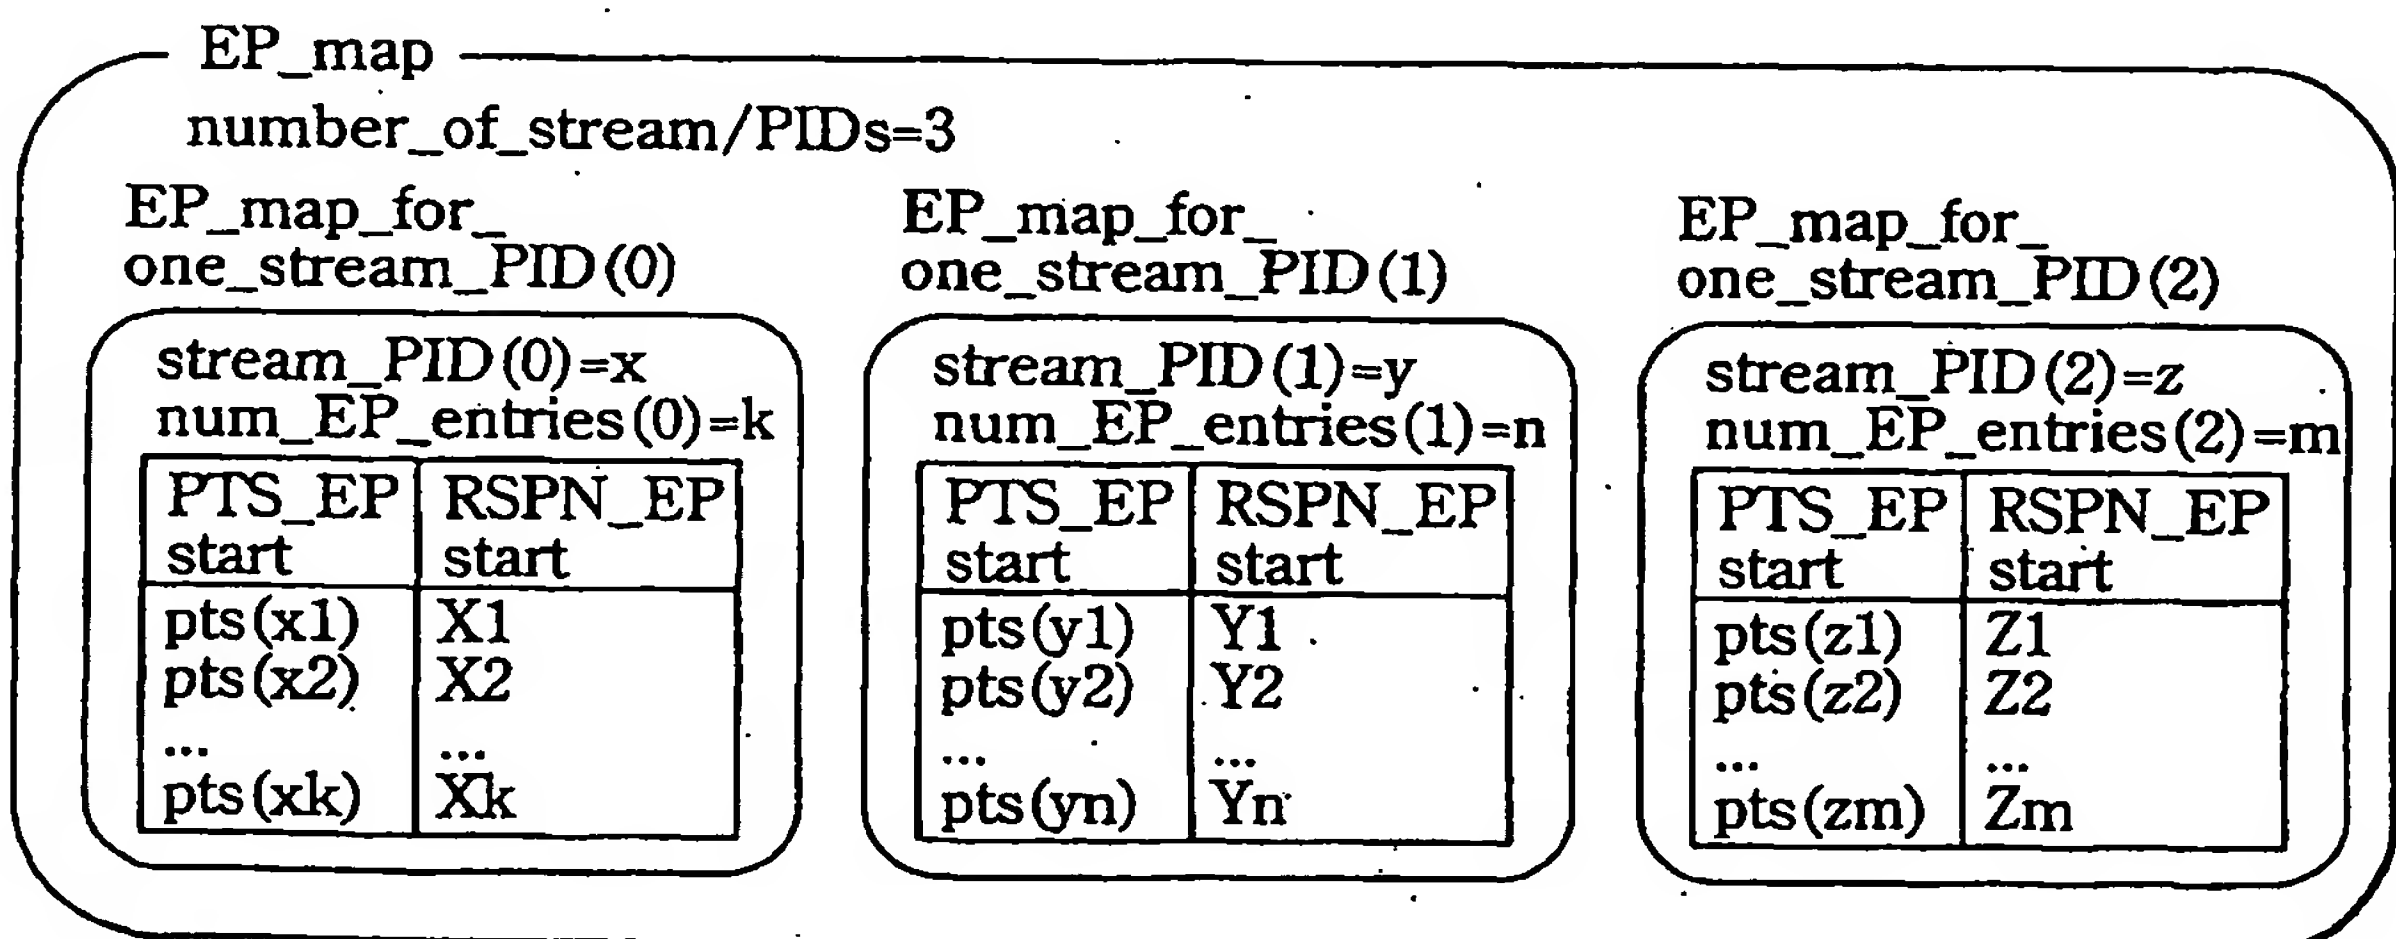 EP_map
number_of_stream/PIDs=3
EP_map_for_
one_stream_PID(0)
stream_PID(0)=x
num_EP_entries(0)=k
PTS_EP RSPN_EP
start start
pts(x1) X1
pts(x2) X2
... ...
pts(xk) Xk
EP_map_for_
one_stream_PID(1)
stream_PID(1)=y
num_EP_entries(1)=n
PTS_EP RSPN_EP
start start
pts(y1) Y1
pts(y2) Y2
... ...
pts(yn) Yn
EP_map_for_
one_stream_PID(2)
stream_PID(2)=z
num_EP_entries(2)=m
PTS_EP RSPN_EP
start start
pts(z1) Z1
pts(z2) Z2
... ...
pts(zm) Zm